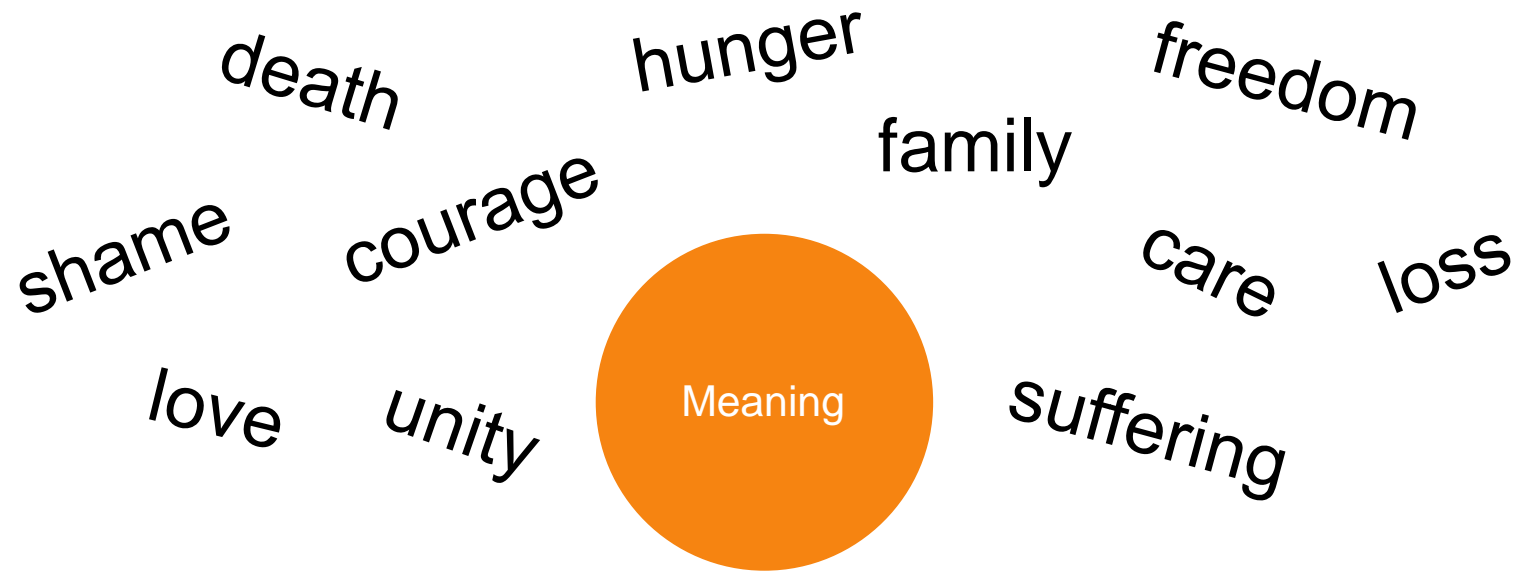 death
hunger
freedom
family
shame
courage
care
loss
love
unity
Meaning
suffering